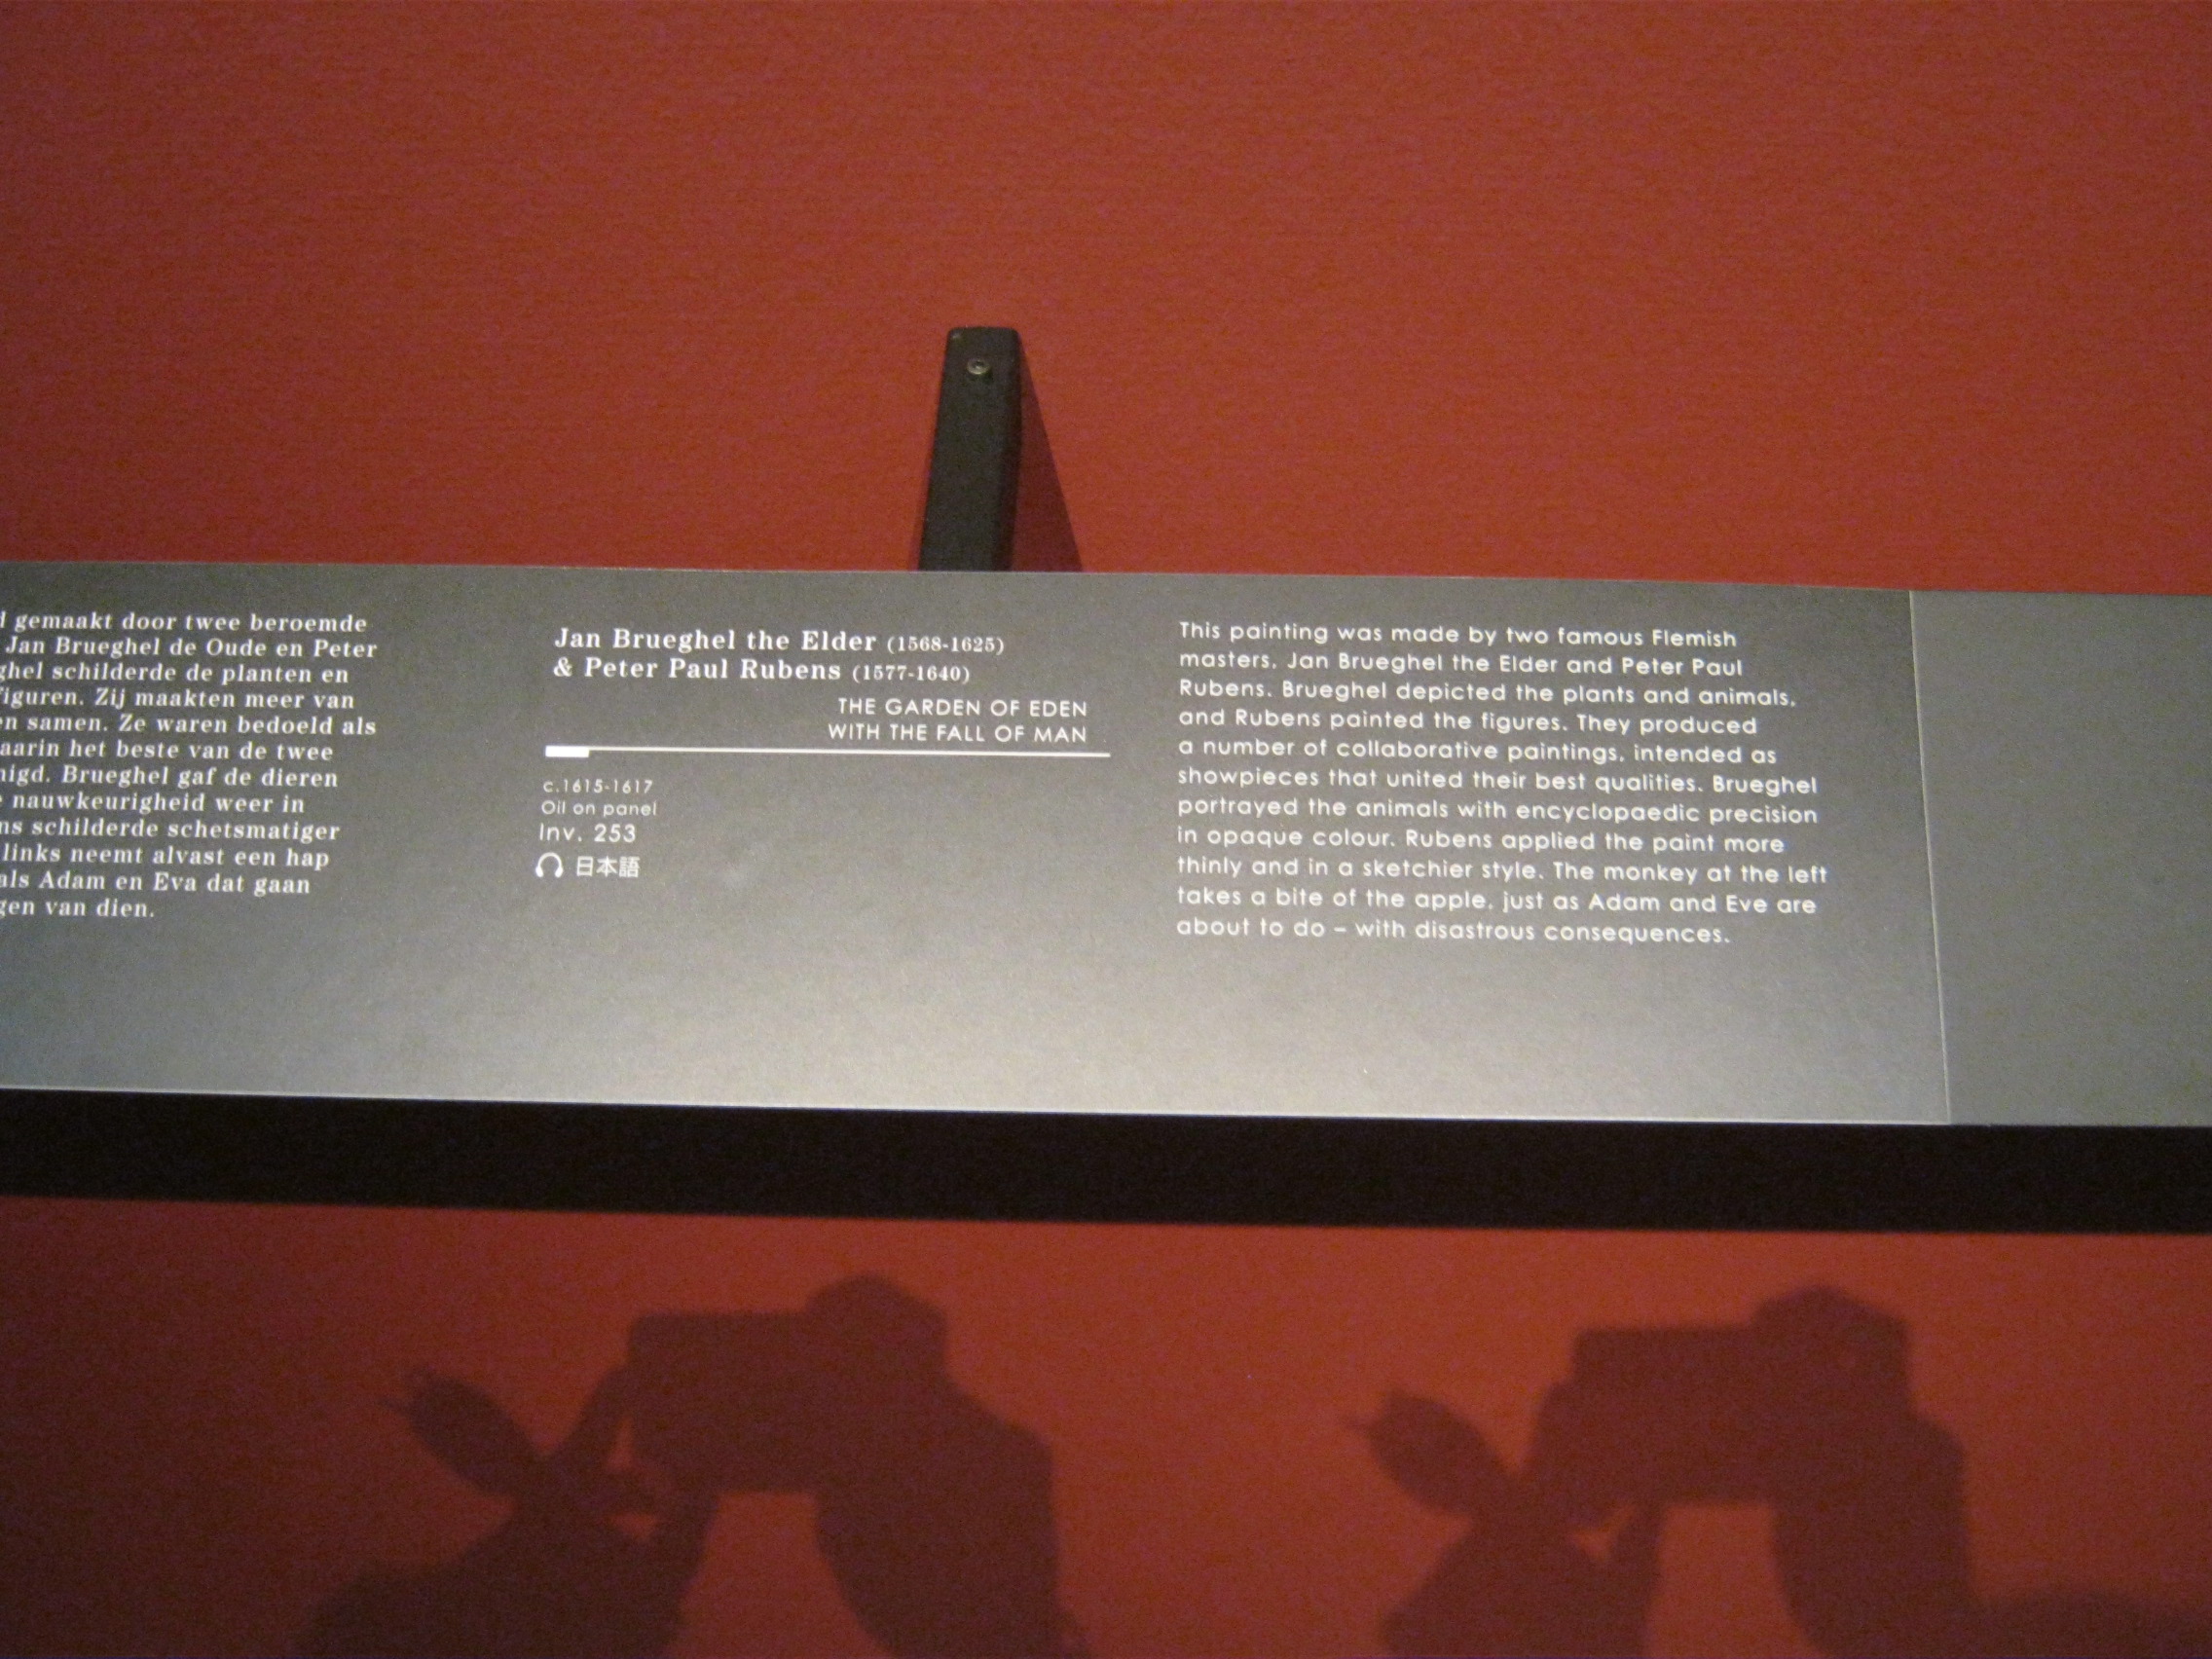 gemaakt door twee beroemde
Jan Brueghel de Oude en Peter
schilderde de planten en
figuren. Zij maakten meer van
samen. Ze waren bedoeld als
het beste van de twee
Brueghel gaf de dieren
nauwkeurigheid weer in
schilderde schetsmatiger
links neemt alvast een hap
als Adam en Eva dat gaan
van dien.
Jan Brueghel the Elder (1568-1625)
& Peter Paul Rubens (1577-1640)
THE GARDEN OF EDEN
WITH THE FALL OF MAN
c.1615-1617
Oil on panel
Inv. 253
日本語
This painting was made by two famous Flemish
masters, Jan Brueghel the Elder and Peter Paul
Rubens. Brueghel depicted the plants and animals,
and Rubens painted the figures. They produced
a number of collaborative paintings, intended as
showpieces that united their best qualities. Brueghel
portrayed the animals with encyclopaedic precision
in opaque colour. Rubens applied the paint more
thinly and in a sketchier style. The monkey at the left
takes a bite of the apple, just as Adam and Eve are
about to do – with disastrous consequences.